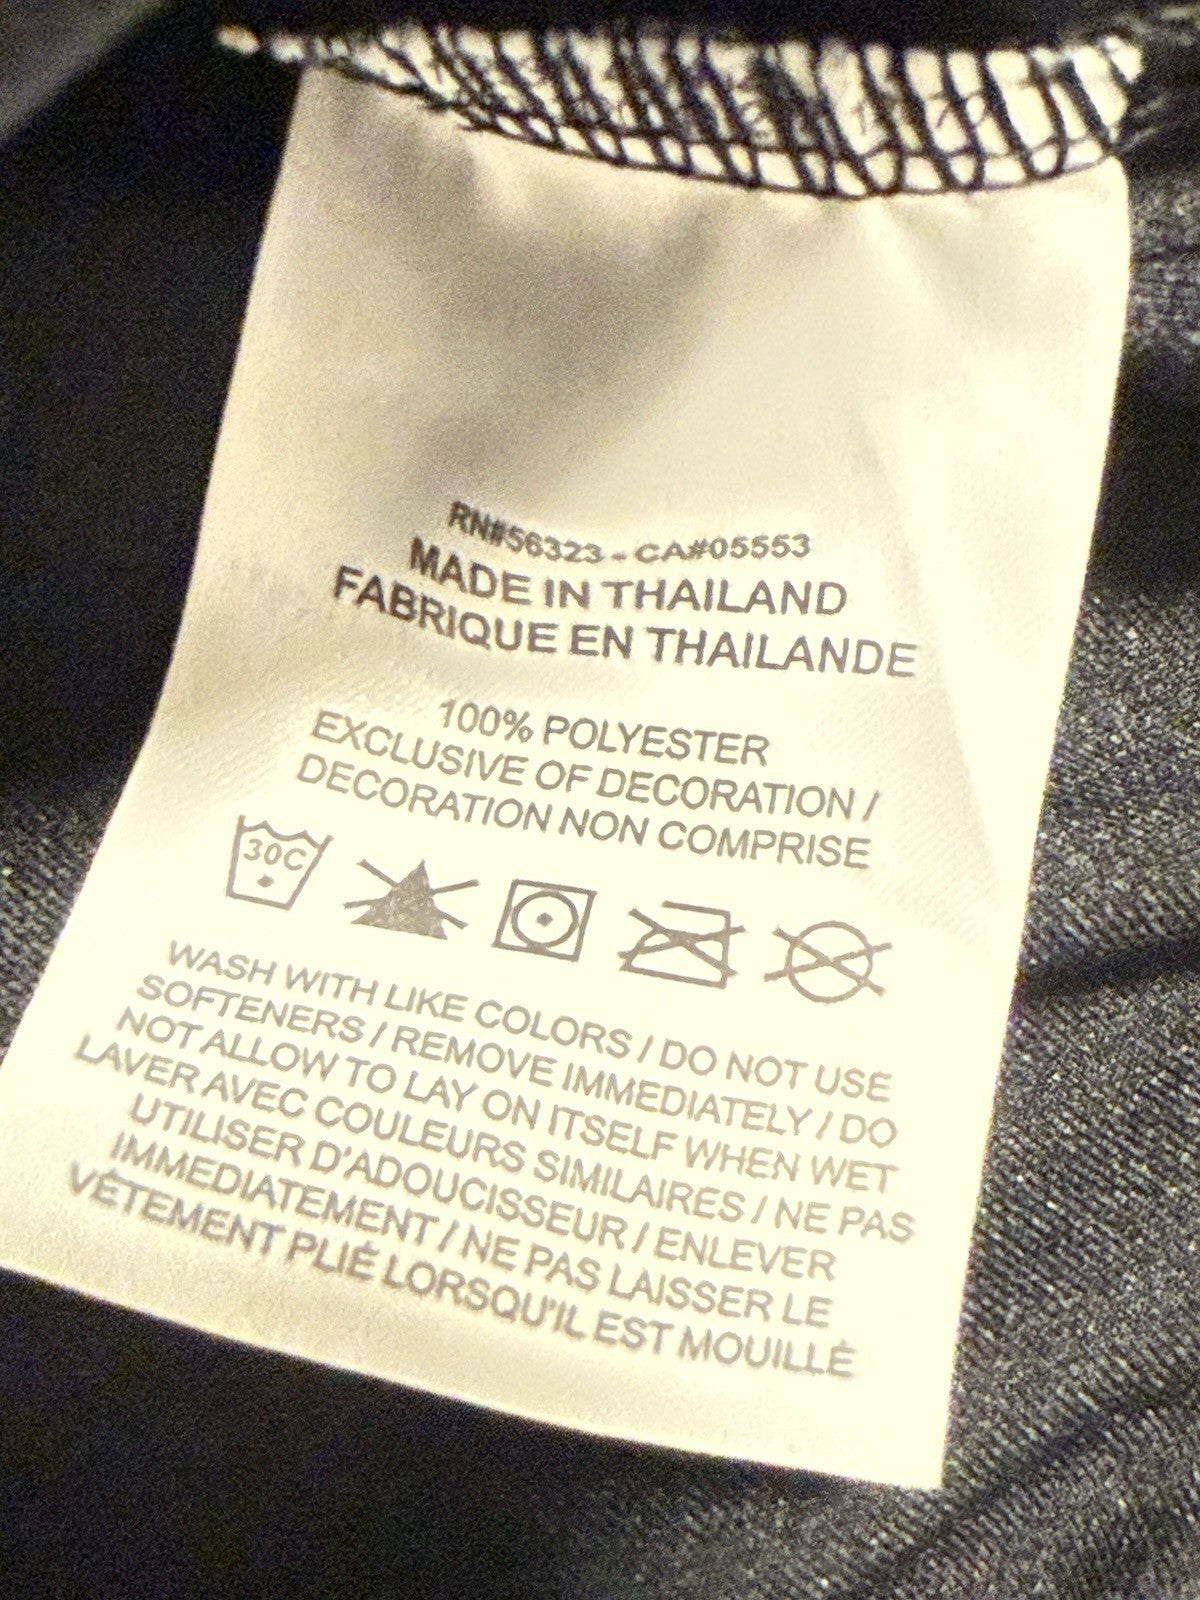 RN#56323 - CA#05553
MADE IN THAILAND
FABRIQUE EN THAILANDE
100% POLYESTER
EXCLUSIVE OF DECORATION /
DECORATION NON COMPRISE
30C
WASH WITH LIKE COLORS / DO NOT USE
SOFTENERS / REMOVE IMMEDIATELY / DO
NOT ALLOW TO LAY ON ITSELF WHEN WET
LAVER AVEC COULEURS SIMILAIRES / NE PAS
UTILISER D'ADOUCISSEUR / ENLEVER
IMMEDIATEMENT / NE PAS LAISSER LE
VÊTEMENT PLIÉ LORSQU'IL EST MOUILLÉ